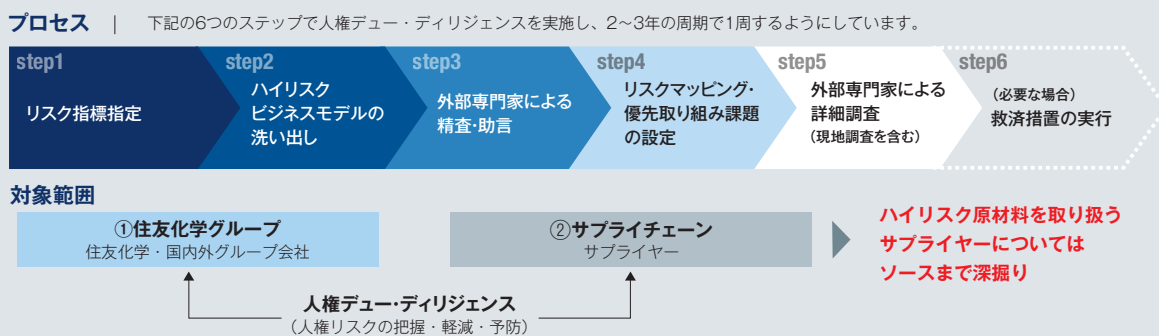 プロセス | 下記の6つのステップで人権デュー・ディリジェンスを実施し、2~3年の周期で1周するようにしています。
step1
リスク指標指定
step2
ハイリスク
ビジネスモデルの
洗い出し
step3
外部専門家による
精査・助言
step4
リスクマッピング・
優先取り組み課題
の設定
step5
外部専門家による
詳細調査
(現地調査を含む)
step6
(必要な場合)
救済措置の実行
対象範囲
①住友化学グループ
住友化学・国内外グループ会社
②サプライチェーン
サプライヤー
ハイリスク原材料を取り扱う
サプライヤーについては
ソースまで深掘り
人権デュー・ディリジェンス
(人権リスクの把握・軽減・予防)